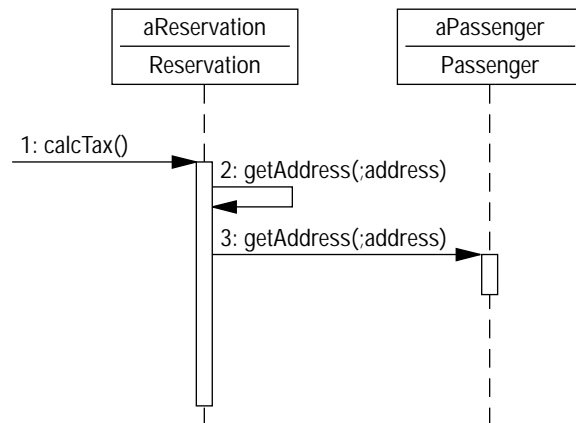 aReservation
Reservation
aPassenger
Passenger
1: calcTax()
2: getAddress(;address)
3: getAddress(;address)